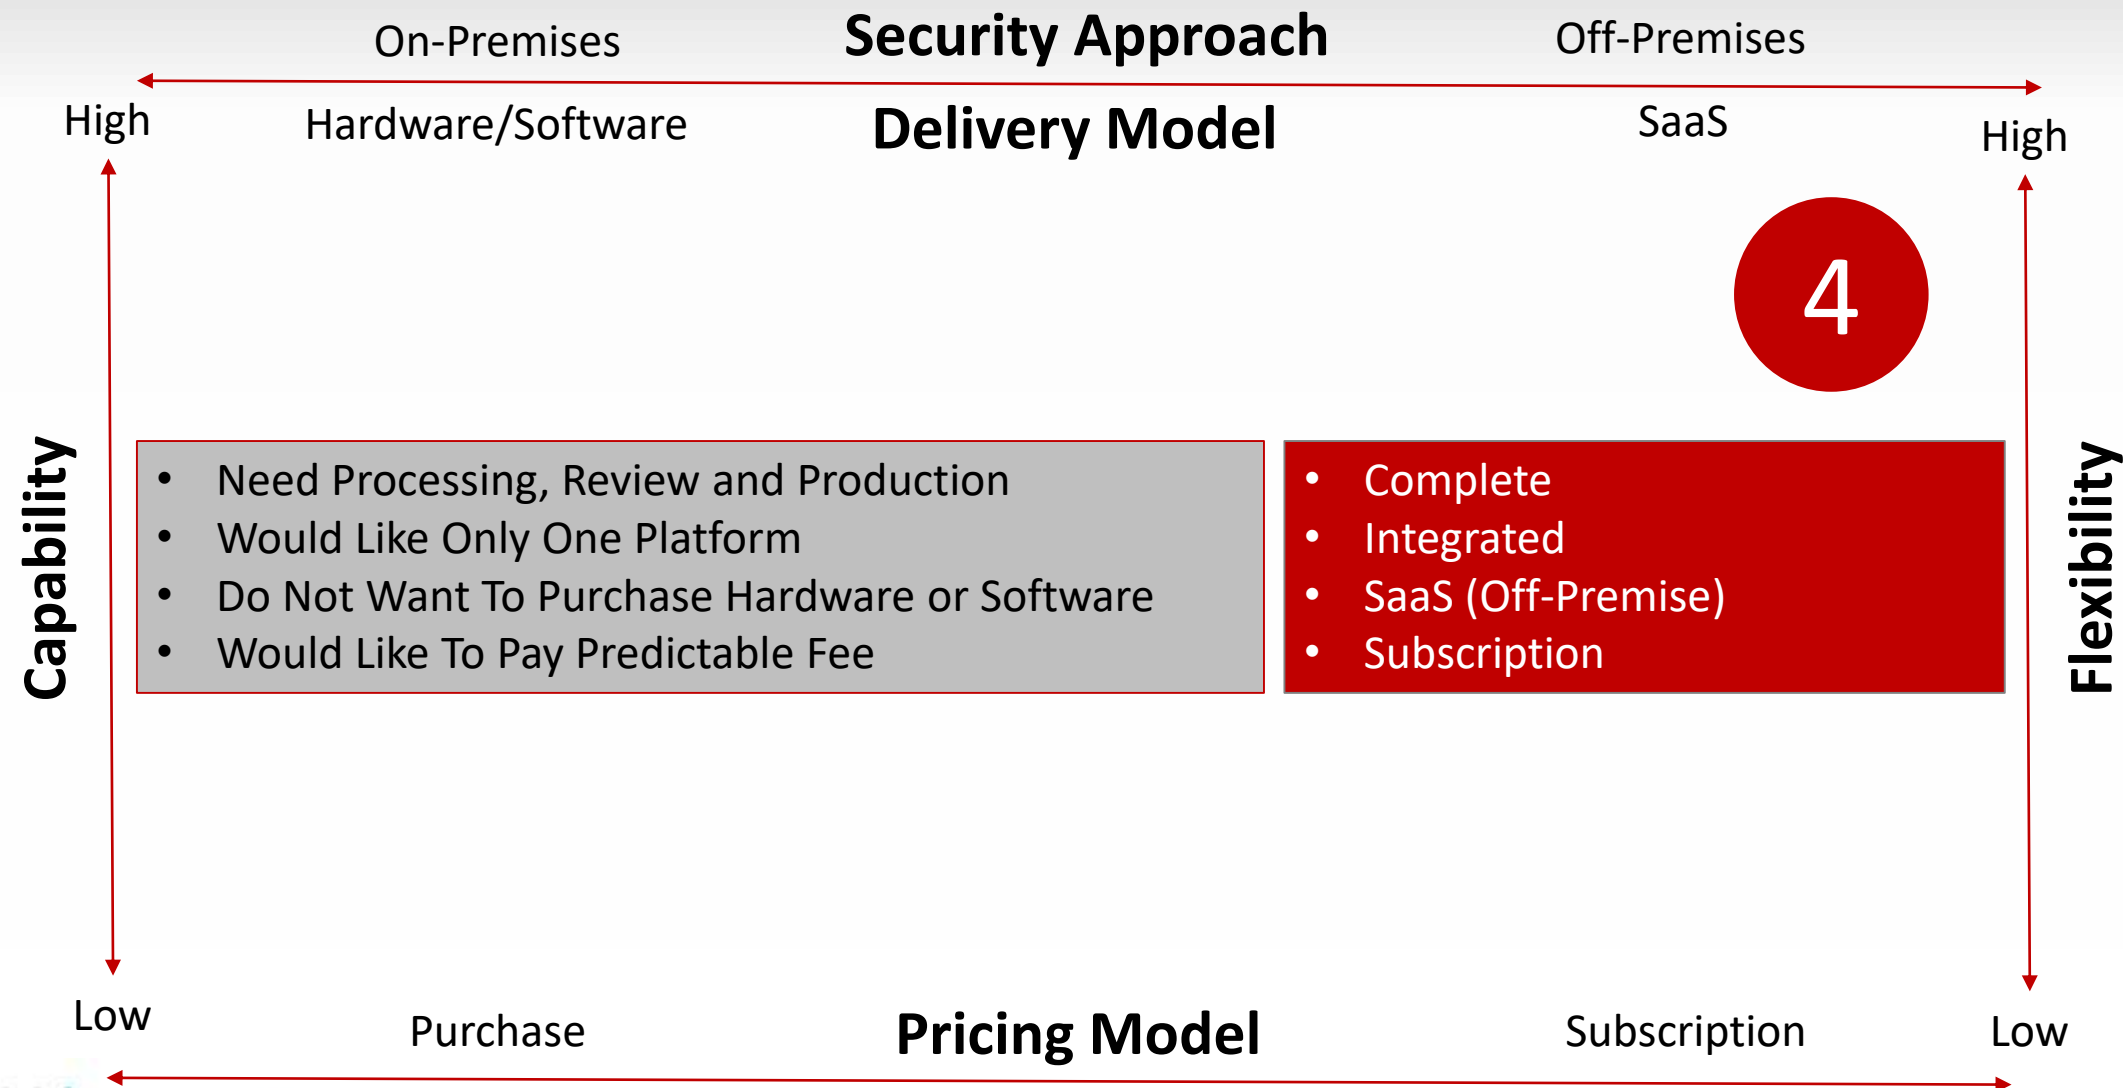 On-Premises
Security Approach
Off-Premises
High
Hardware/Software
Delivery Model
SaaS
High
4
Capability
• Need Processing, Review and Production
• Would Like Only One Platform
• Do Not Want To Purchase Hardware or Software
• Would Like To Pay Predictable Fee
• Complete
• Integrated
• SaaS (Off-Premise)
• Subscription
Flexibility
Low
Purchase
Pricing Model
Subscription
Low